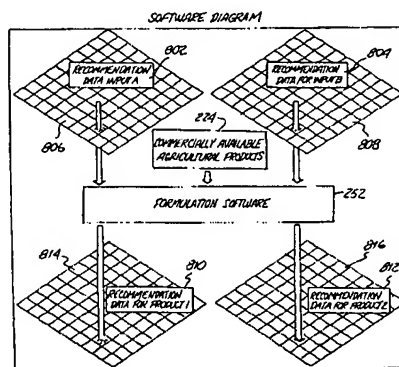 SOFTWARE DIAGRAM
802
804
RECOMMENDATION
DATA INPUT A
RECOMMENDATION
DATA FOR INPUT B
224
806
COMMERCIALLY AVAILABLE
AGRICULTURAL PRODUCTS
808
252
FORMULATION SOFTWARE
814
816
810
812
RECOMMENDATION
DATA FOR PRODUCT 1
RECOMMENDATION
DATA FOR PRODUCT 2